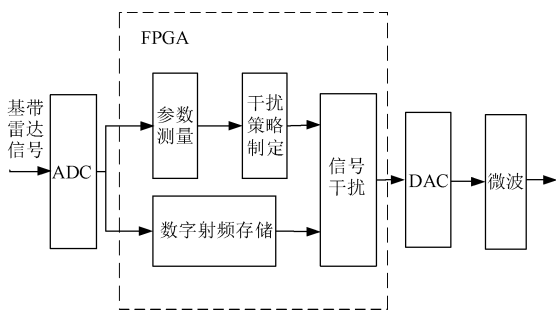 FPGA
基带
雷达
信号
ADC
参数
测量
干扰
策略
制定
数字射频存储
信号
干扰
DAC
微波